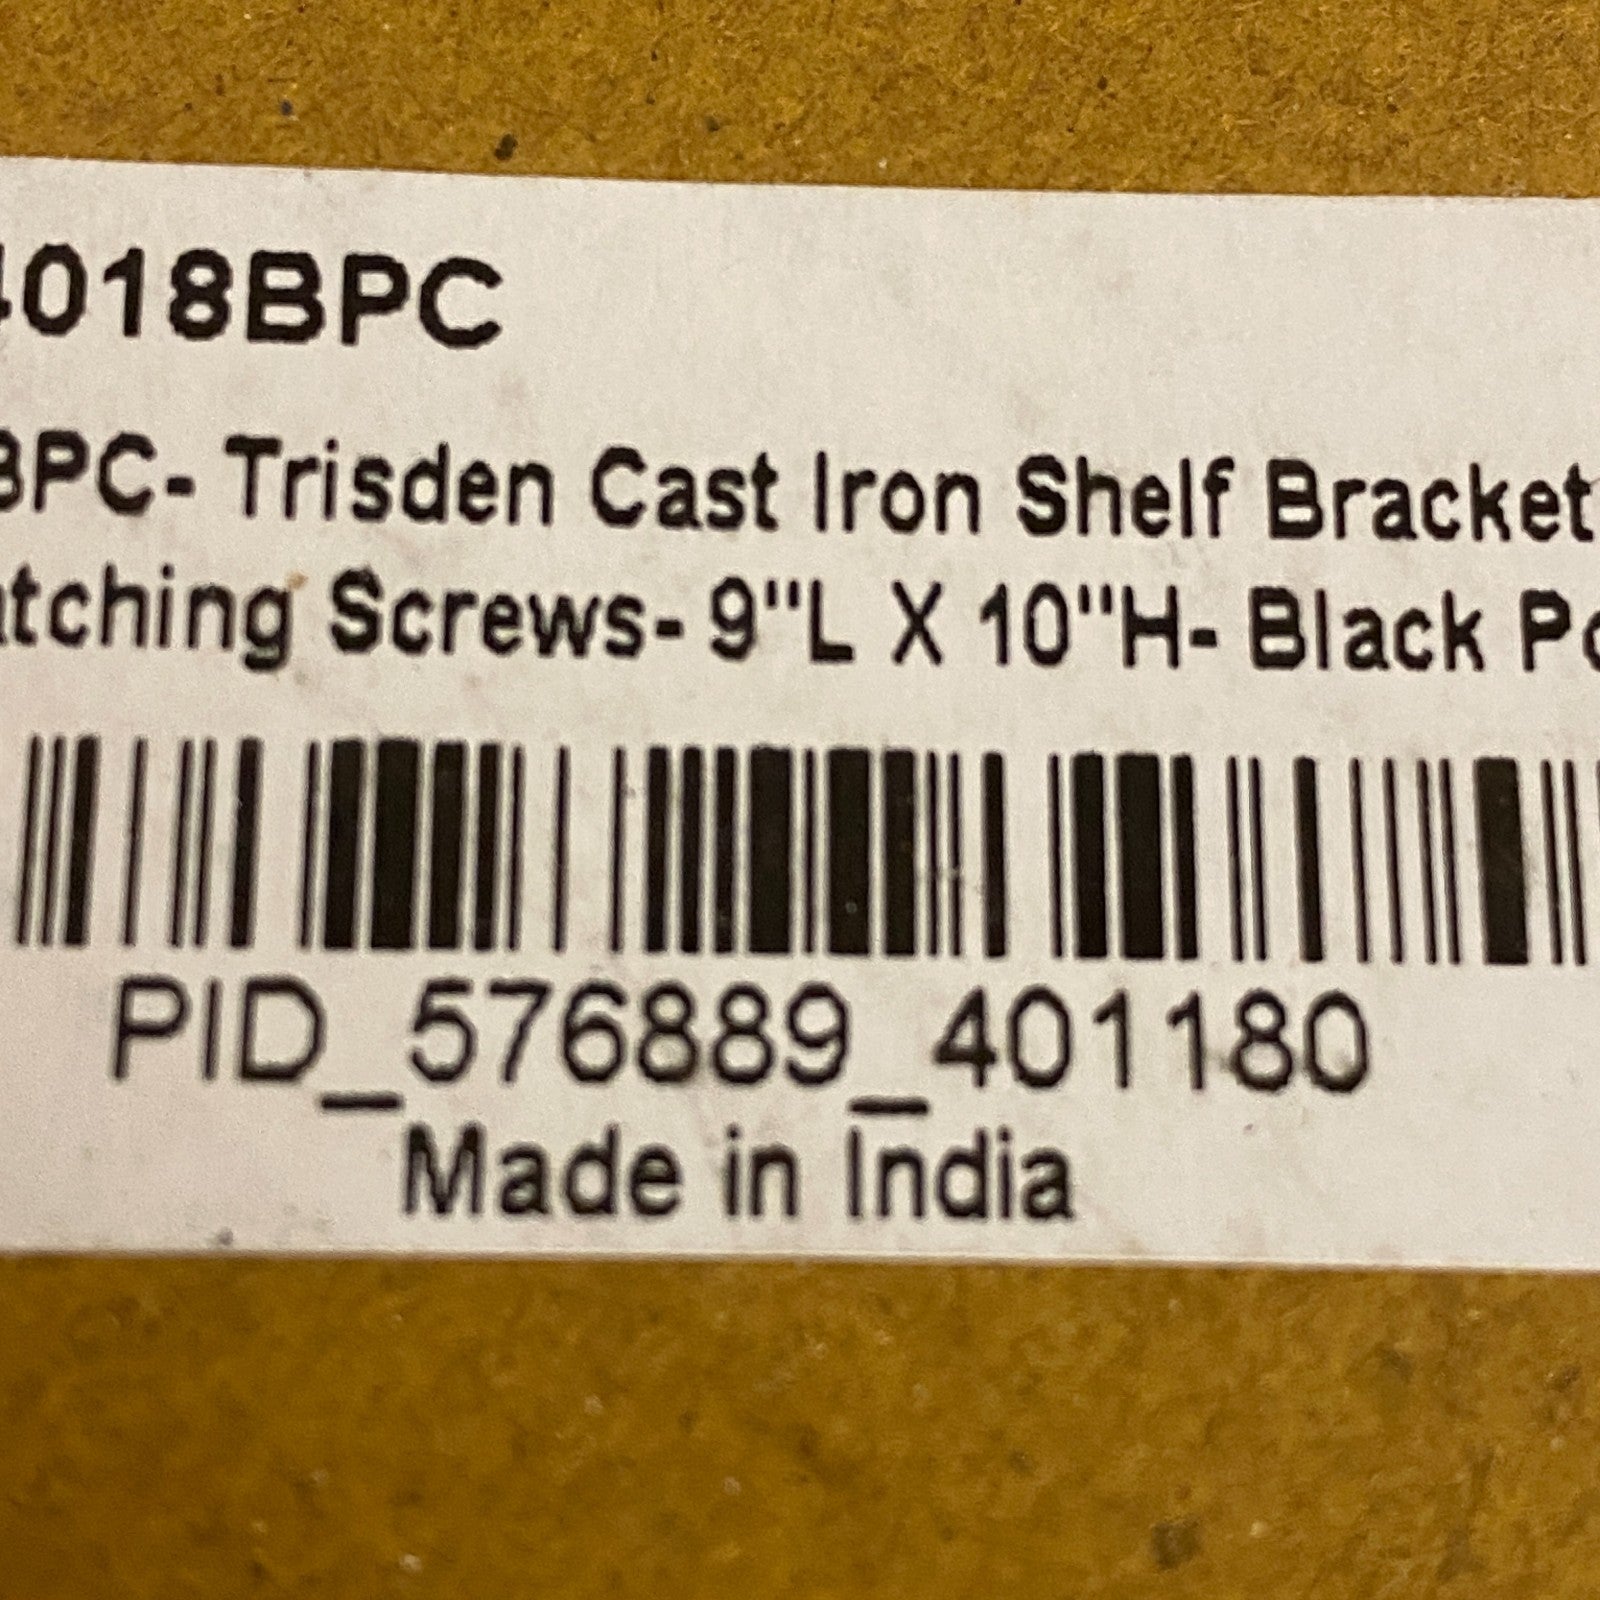 4018BPC
BPC- Trisden Cast Iron Shelf Bracket
atching Screws- 9"L X 10"H- Black Po
PID_576889_401180
Made in India